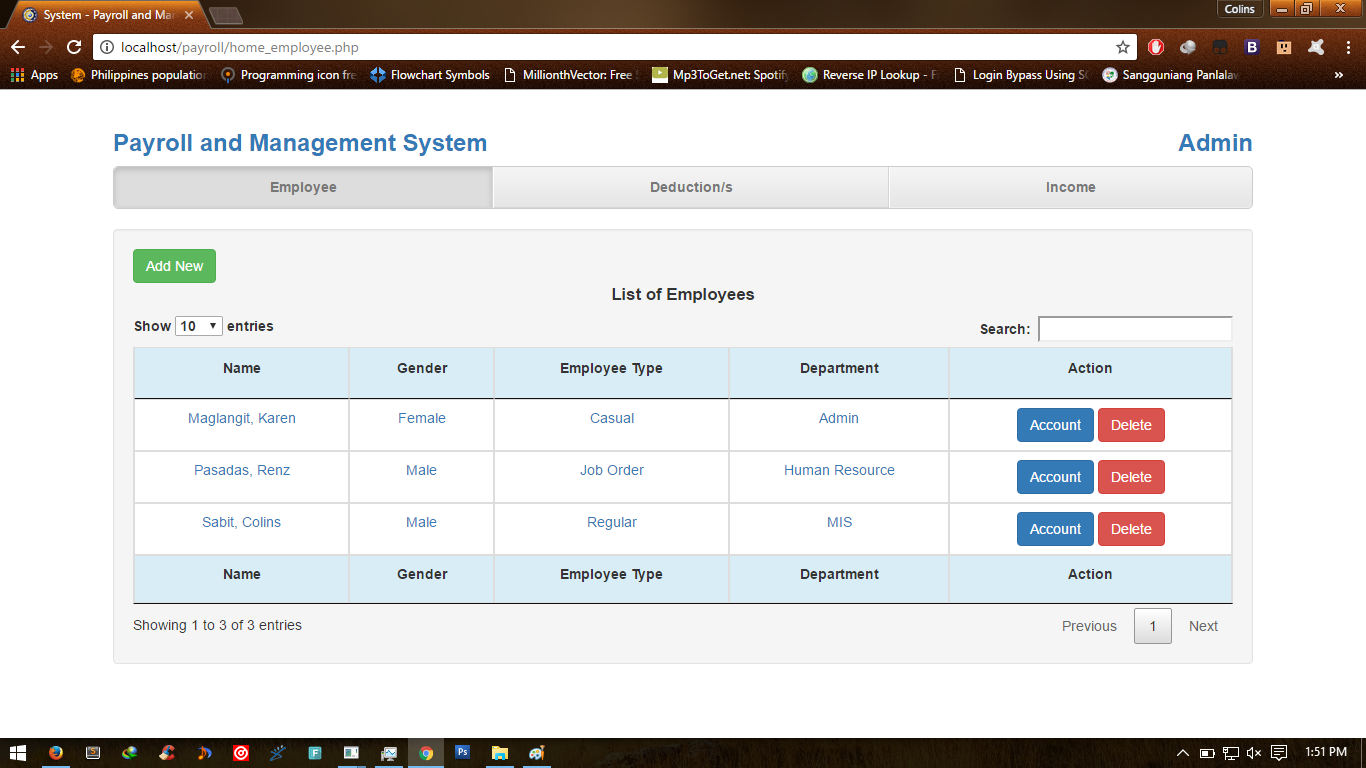 Colins
System - Payroll and Ma
localhost/payroll/home_employee.php
Apps Philippines population Programming icon fre Flowchart Symbols MillionthVector: Free Mp3ToGet.net: Spotify Reverse IP Lookup - F Login Bypass Using S Sangguniang Panlala »
Payroll and Management System Admin
Employee Deduction/s Income
Add New
List of Employees
Show 10 entries Search:
Name Gender Employee Type Department Action
Maglangit, Karen Female Casual Admin Account Delete
Pasadas, Renz Male Job Order Human Resource Account Delete
Sabit, Colins Male Regular MIS Account Delete
Name Gender Employee Type Department Action
Showing 1 to 3 of 3 entries Previous 1 Next
Ps 1:51 PM